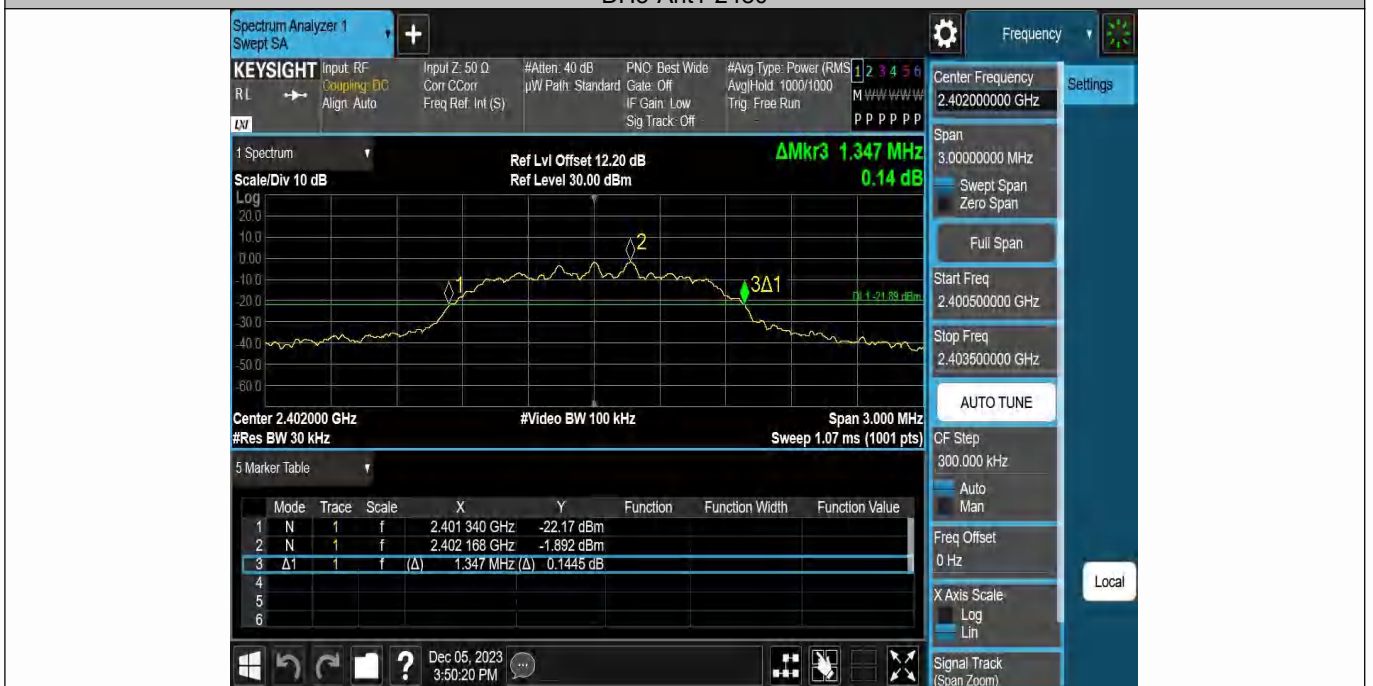 Spectrum Analyzer 1
Swept SA
+
Frequency
KEYSIGHT
RL
LXI
Input: RF
Coupling: DC
Align: Auto
Input Z: 50 Ω
Corr CCorr
Freq Ref: Int (S)
#Atten: 40 dB
µW Path: Standard
PNO: Best Wide
Gate: Off
IF Gain: Low
Sig Track: Off
#Avg Type: Power (RMS
Avg|Hold: 1000/1000
Trig: Free Run
1 2 3 4 5 6
M W W W W W
P P P P P P
Settings
1 Spectrum
Scale/Div 10 dB
Ref Lvl Offset 12.20 dB
Ref Level 30.00 dBm
ΔMkr3 1.347 MHz
0.14 dB
Log
20.0
10.0
0.00
-10.0
-20.0
-30.0
-40.0
-50.0
-60.0
1
2
3Δ1
DL1 -21.89 dBm
Center 2.402000 GHz
#Res BW 30 kHz
#Video BW 100 kHz
Span 3.000 MHz
Sweep 1.07 ms (1001 pts)
5 Marker Table
Mode Trace Scale X Y Function Function Width Function Value
1 N 1 f 2.401 340 GHz -22.17 dBm
2 N 1 f 2.402 168 GHz -1.892 dBm
3 Δ1 1 f (Δ) 1.347 MHz (Δ) 0.1445 dB
4
5
6
Center Frequency
2.402000000 GHz
Span
3.00000000 MHz
Swept Span
Zero Span
Full Span
Start Freq
2.400500000 GHz
Stop Freq
2.403500000 GHz
AUTO TUNE
CF Step
300.000 kHz
Auto
Man
Freq Offset
0 Hz
X Axis Scale
Log
Lin
Signal Track
(Span Zoom)
Local
?
Dec 05, 2023
3:50:20 PM